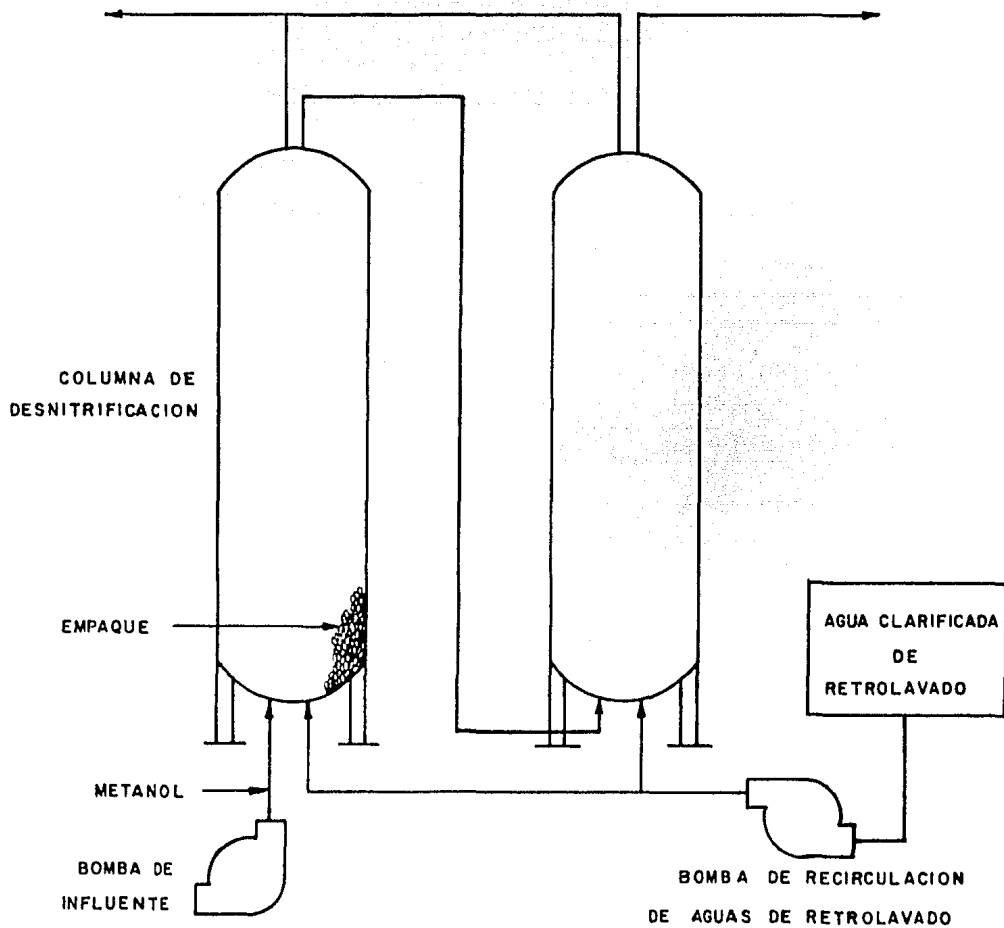 COLUMNA DE
DESNITRIFICACION
EMPAQUE
AGUA CLARIFICADA
DE
RETROLAVADO
METANOL
BOMBA DE
INFLUENTE
BOMBA DE RECIRCULACION
DE AGUAS DE RETROLAVADO